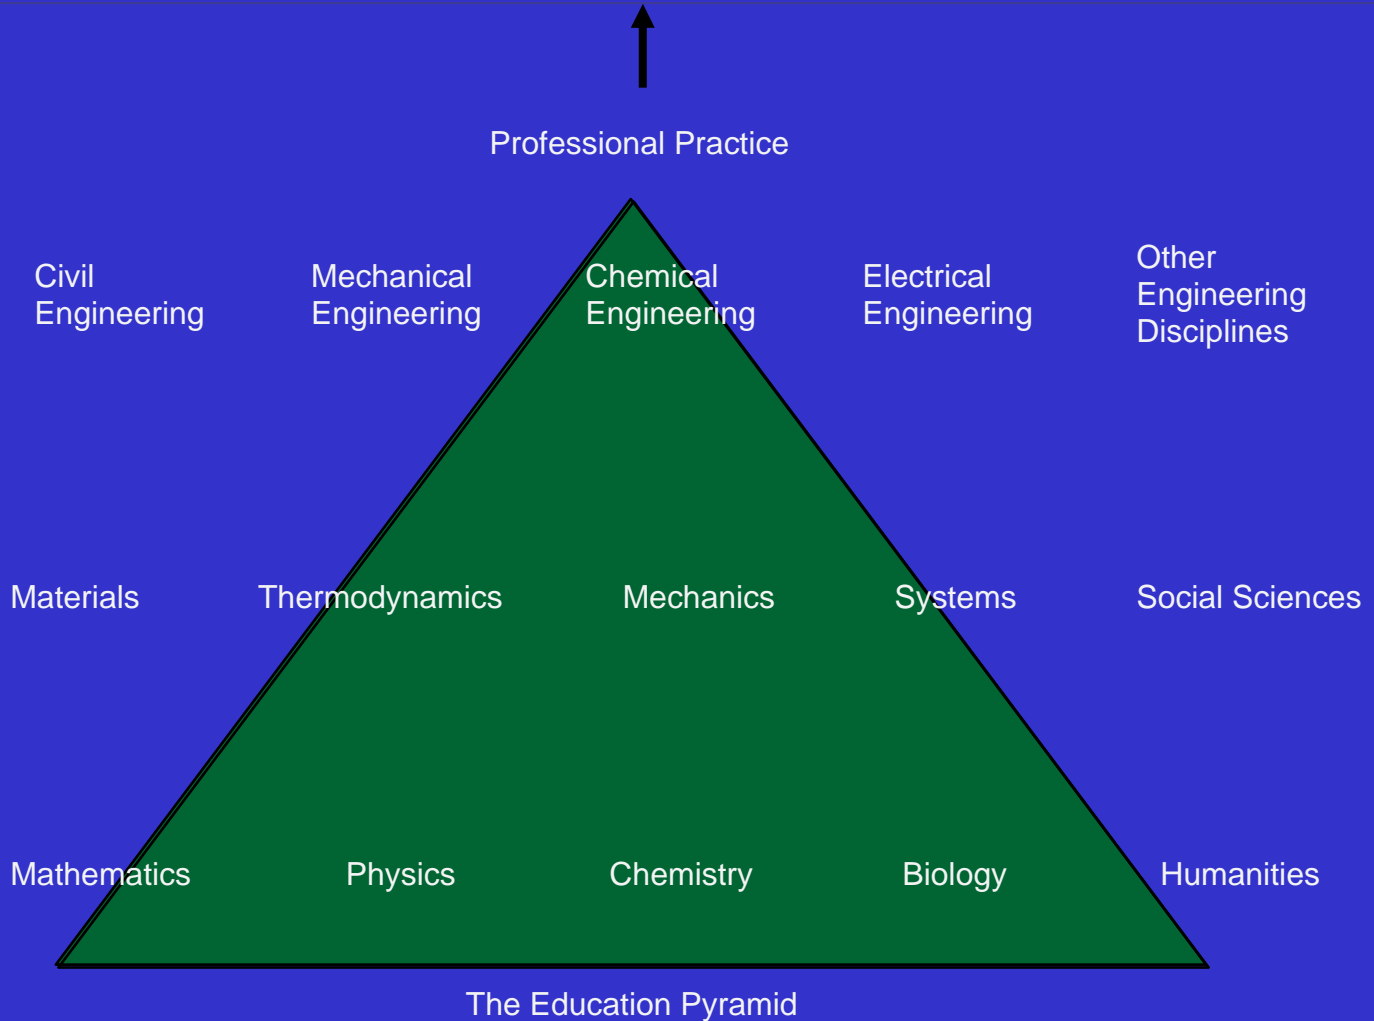 Professional Practice
Civil
Engineering
Mechanical
Engineering
Chemical
Engineering
Electrical
Engineering
Other
Engineering
Disciplines
Materials
Thermodynamics
Mechanics
Systems
Social Sciences
Mathematics
Physics
Chemistry
Biology
Humanities
The Education Pyramid